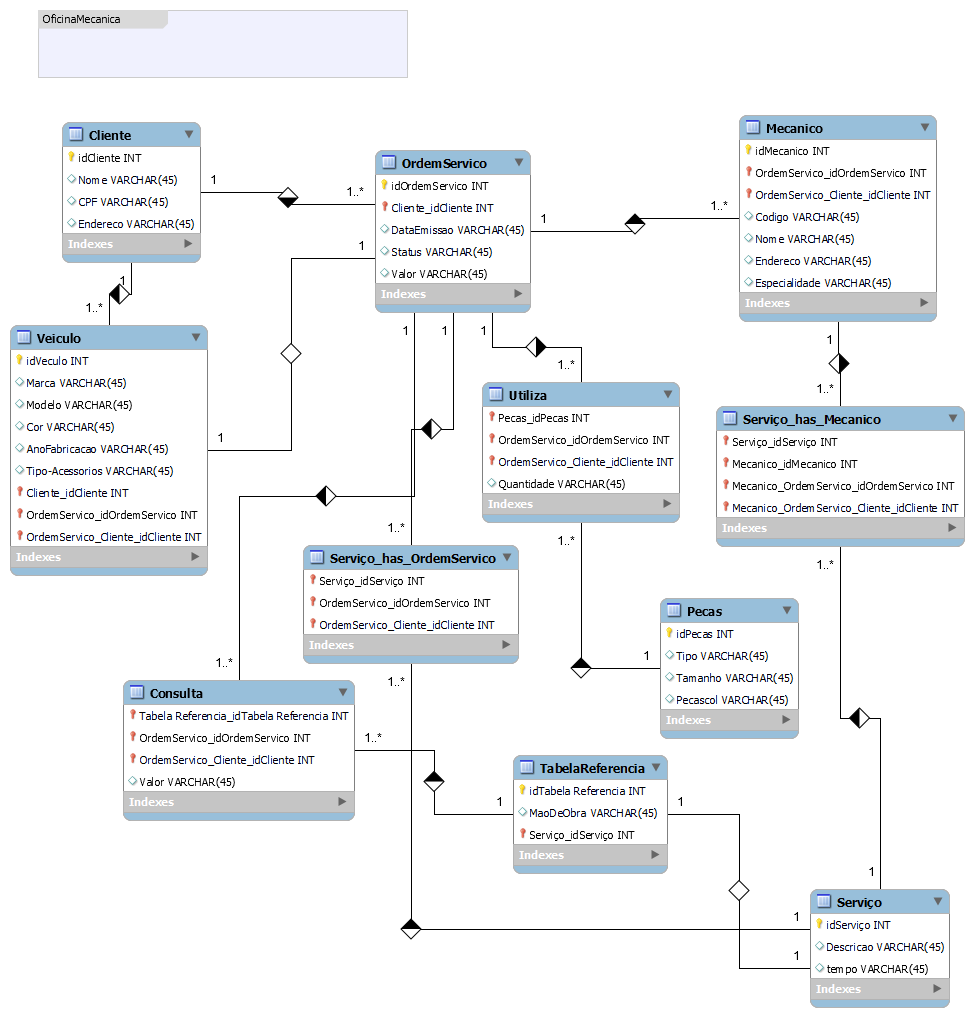 OficinaMecanica
Cliente
idCliente INT
Nome VARCHAR(45)
CPF VARCHAR(45)
Endereco VARCHAR(45)
Indexes
1
1..*
OrdemServico
idOrdemServico INT
Cliente_idCliente INT
DataEmissao VARCHAR(45)
Status VARCHAR(45)
Valor VARCHAR(45)
Indexes
1
1..*
Mecanico
idMecanico INT
OrdemServico_idOrdemServico INT
OrdemServico_Cliente_idCliente INT
Codigo VARCHAR(45)
Nome VARCHAR(45)
Endereco VARCHAR(45)
Especialidade VARCHAR(45)
Indexes
1
1..*
1
1
Veiculo
idVeculo INT
Marca VARCHAR(45)
Modelo VARCHAR(45)
Cor VARCHAR(45)
AnoFabricacao VARCHAR(45)
Tipo-Acessorios VARCHAR(45)
Cliente_idCliente INT
OrdemServico_idOrdemServico INT
OrdemServico_Cliente_idCliente INT
Indexes
1
1
1
1
1..*
Utiliza
Pecas_idPecas INT
OrdemServico_idOrdemServico INT
OrdemServico_Cliente_idCliente INT
Quantidade VARCHAR(45)
Indexes
1
1..*
Serviço_has_Mecanico
Serviço_idServiço INT
Mecanico_idMecanico INT
Mecanico_OrdemServico_idOrdemServico INT
Mecanico_OrdemServico_Cliente_idCliente INT
Indexes
1..*
Serviço_has_OrdemServico
Serviço_idServiço INT
OrdemServico_idOrdemServico INT
OrdemServico_Cliente_idCliente INT
Indexes
1..*
1..*
1..*
1
Pecas
idPecas INT
Tipo VARCHAR(45)
Tamanho VARCHAR(45)
Pecascol VARCHAR(45)
Indexes
1..*
Consulta
Tabela Referencia_idTabela Referencia INT
OrdemServico_idOrdemServico INT
OrdemServico_Cliente_idCliente INT
Valor VARCHAR(45)
Indexes
1..*
1
TabelaReferencia
idTabela Referencia INT
MaoDeObra VARCHAR(45)
Serviço_idServiço INT
Indexes
1
1
1
1
Serviço
idServiço INT
Descricao VARCHAR(45)
tempo VARCHAR(45)
Indexes